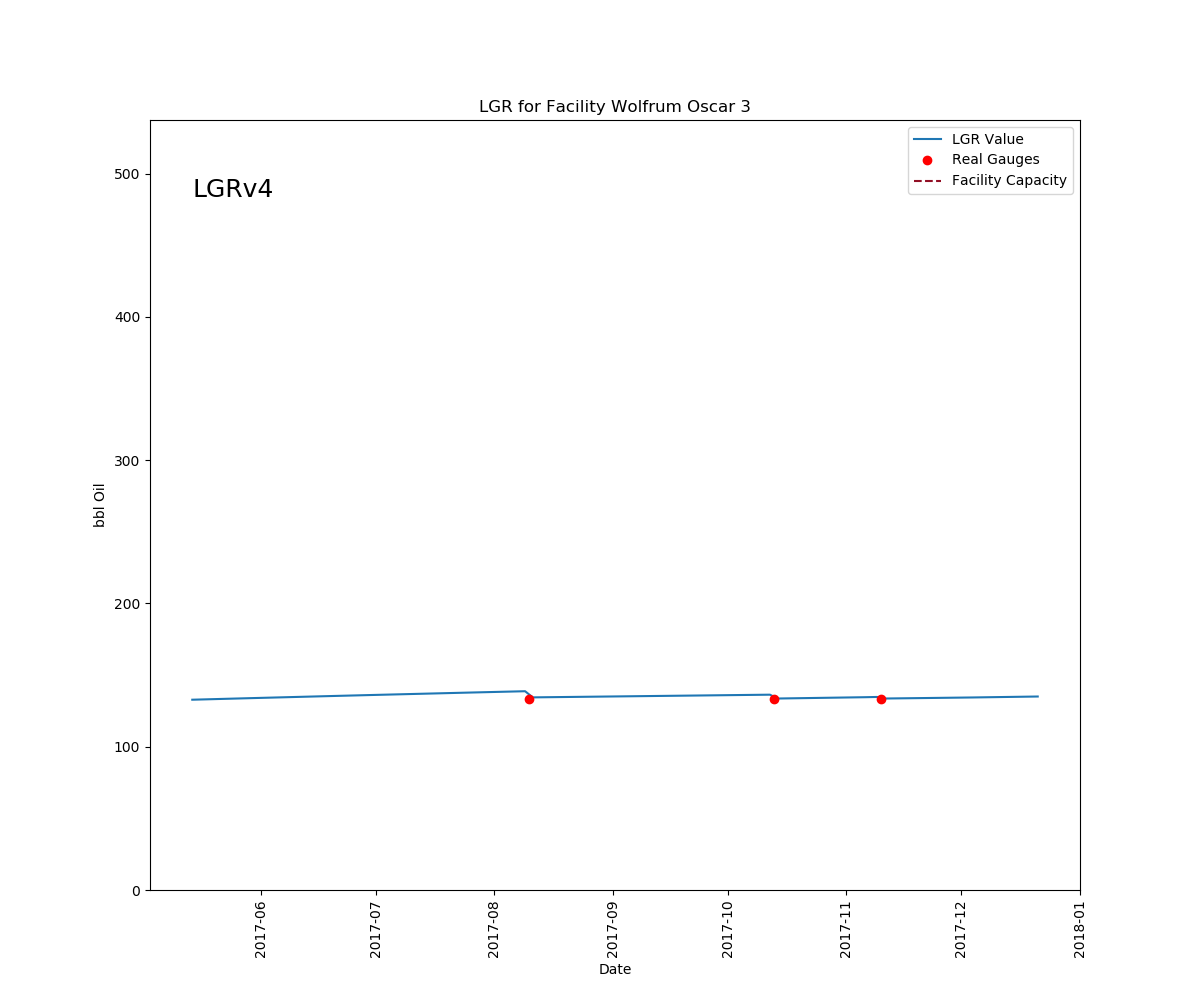 LGR for Facility Wolfrum Oscar 3
LGR Value
Real Gauges
Facility Capacity
LGRv4
500
400
300
200
100
0
bbl Oil
2017-06
2017-07
2017-08
2017-09
2017-10
2017-11
2017-12
2018-01
Date